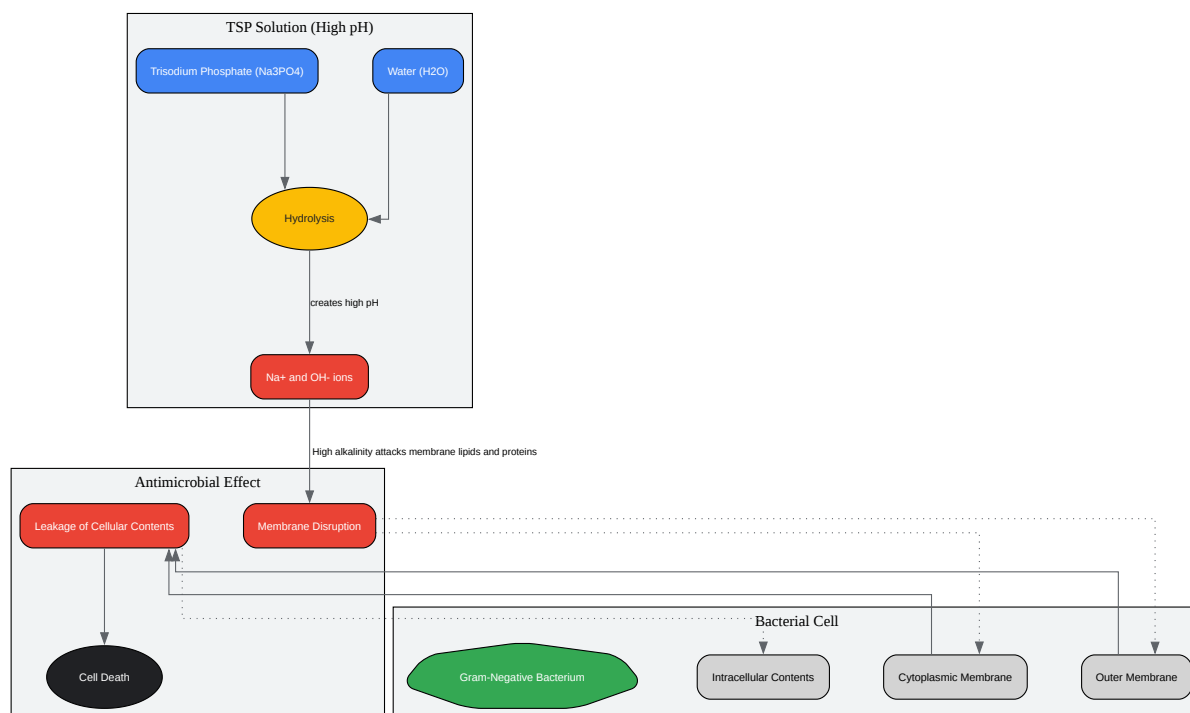 TSP Solution (High pH)
Trisodium Phosphate (Na3PO4)
Water (H2O)
Hydrolysis
creates high pH
Na+ and OH- ions
High alkalinity attacks membrane lipids and proteins
Antimicrobial Effect
Leakage of Cellular Contents
Membrane Disruption
Bacterial Cell
Cell Death
Gram-Negative Bacterium
Intracellular Contents
Cytoplasmic Membrane
Outer Membrane